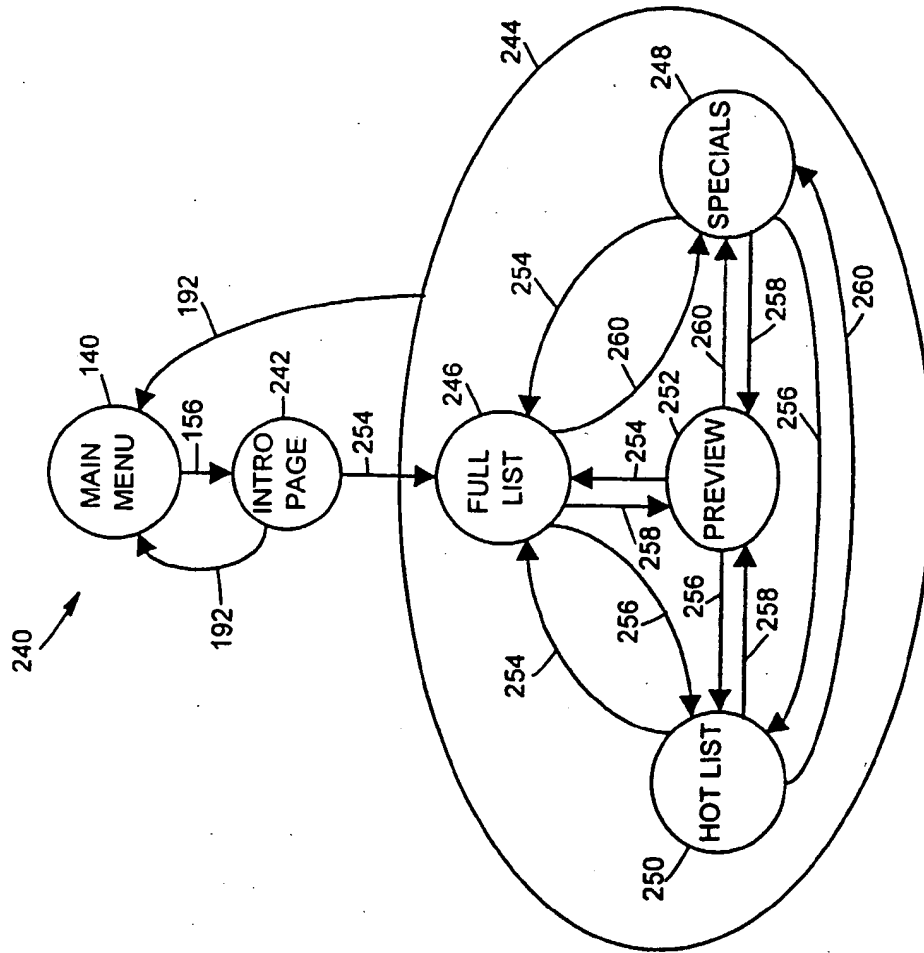 240
192
MAIN
MENU
140
156
192
INTRO
PAGE
242
254
244
FULL
LIST
246
254
256
254
260
258
254
HOT LIST
250
256
258
PREVIEW
252
260
258
SPECIALS
248
256
260